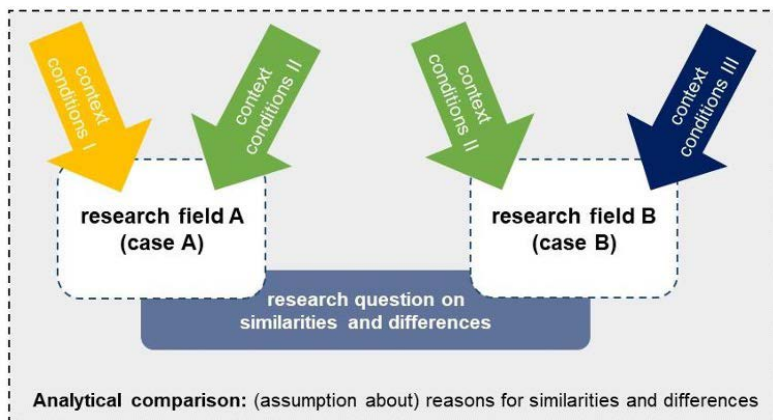 context
conditions I
context
conditions II
context
conditions II
context
conditions III
research field A
(case A)
research field B
(case B)
research question on
similarities and differences
Analytical comparison: (assumption about) reasons for similarities and differences